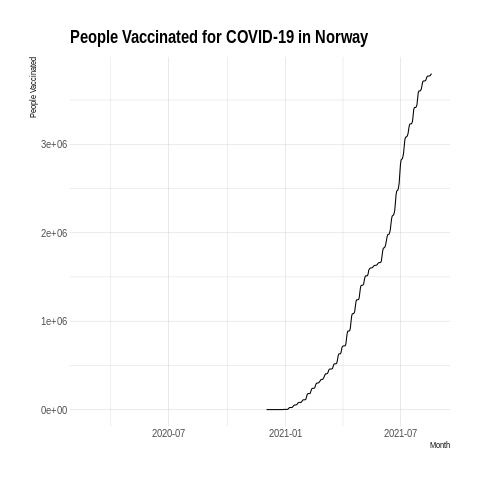 People Vaccinated for COVID-19 in Norway
People Vaccinated
3e+06
2e+06
1e+06
0e+00
2020-07 2021-01 2021-07
Month